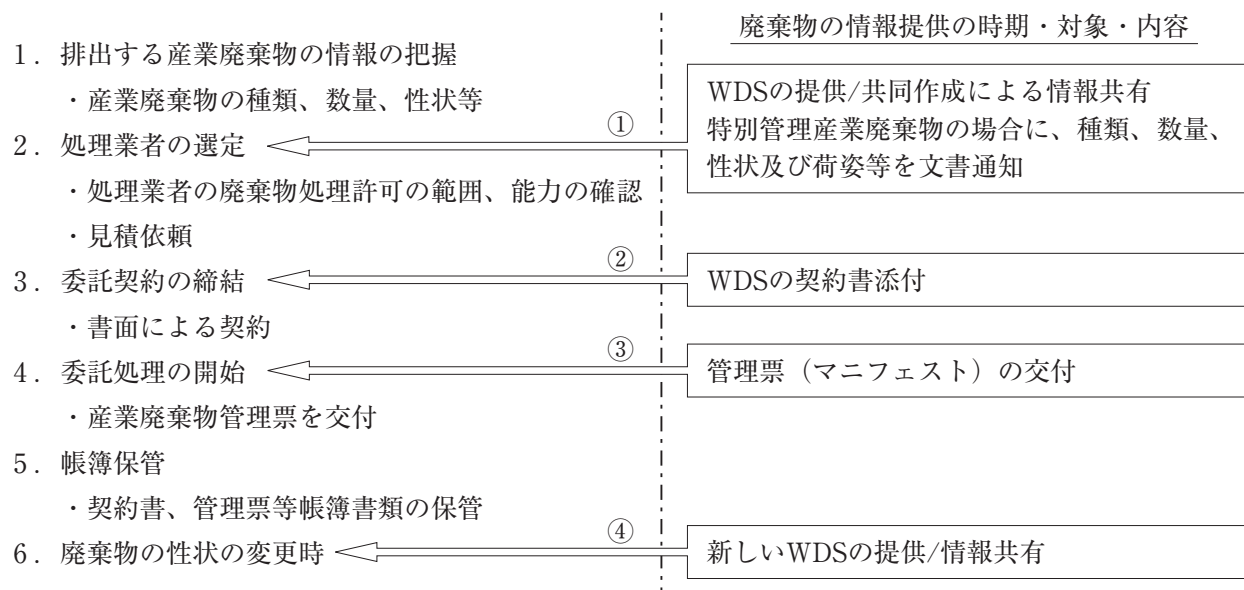 廃棄物の情報提供の時期・対象・内容
1. 排出する産業廃棄物の情報の把握
・産業廃棄物の種類、数量、性状等
2. 処理業者の選定
①
WDSの提供/共同作成による情報共有
特別管理産業廃棄物の場合に、種類、数量、
性状及び荷姿等を文書通知
・処理業者の廃棄物処理許可の範囲、能力の確認
・見積依頼
3. 委託契約の締結
②
WDSの契約書添付
・書面による契約
4. 委託処理の開始
③
管理票（マニフェスト）の交付
・産業廃棄物管理票を交付
5. 帳簿保管
・契約書、管理票等帳簿書類の保管
6. 廃棄物の性状の変更時
④
新しいWDSの提供/情報共有